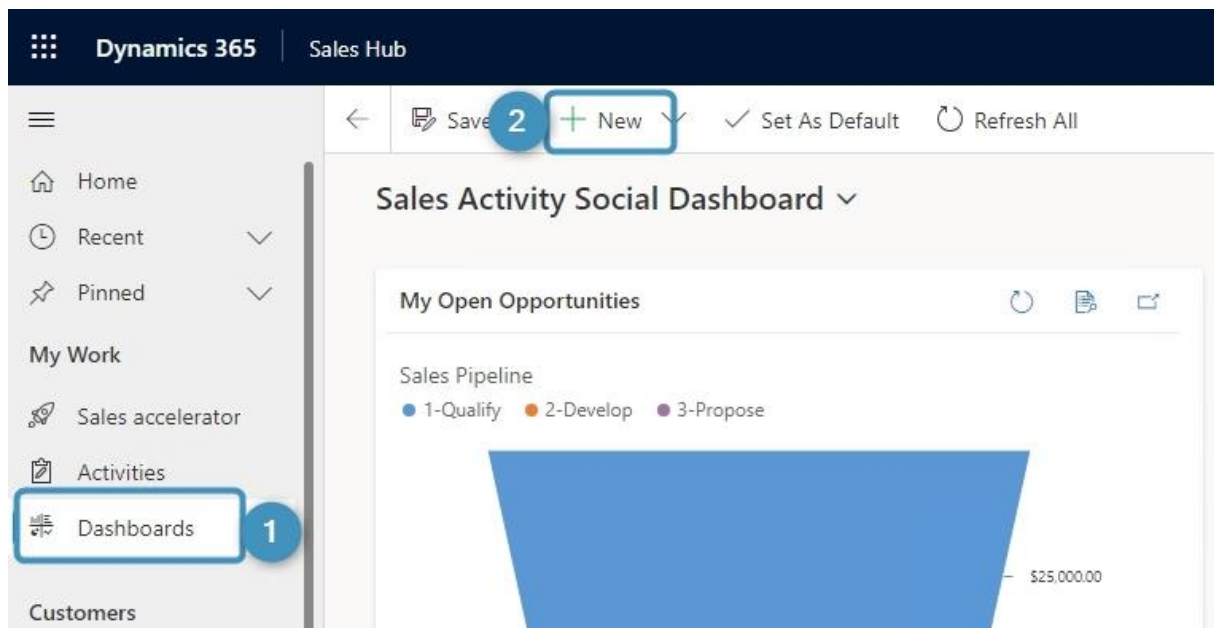 Dynamics 365 Sales Hub
Save 2 New Set As Default Refresh All
Home
Recent
Pinned
My Work
Sales accelerator
Activities
Dashboards 1
Customers
Sales Activity Social Dashboard
My Open Opportunities
Sales Pipeline
1-Qualify 2-Develop 3-Propose
$25,000.00